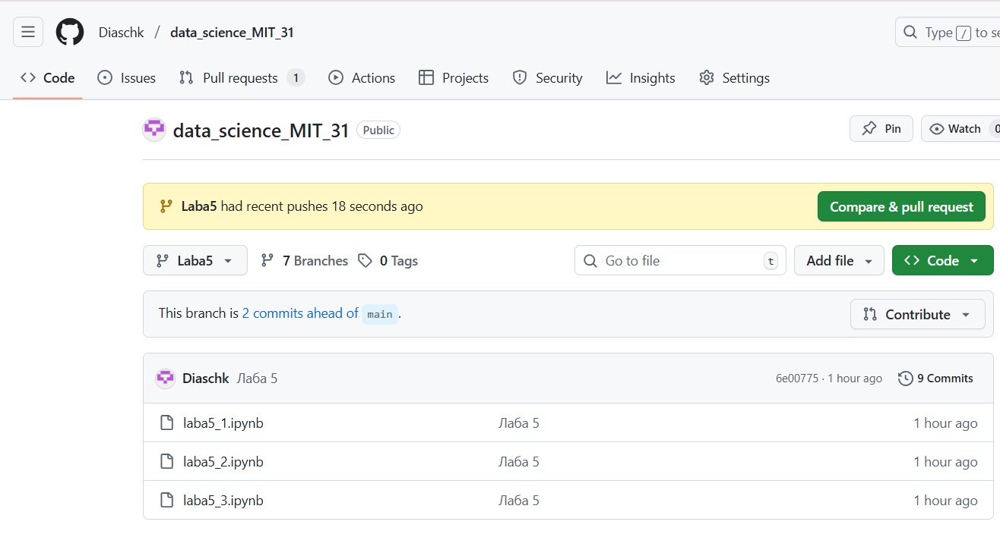 Diaschk / data_science_MIT_31
Type / to se
Code Issues Pull requests 1 Actions Projects Security Insights Settings
data_science_MIT_31 Public
Pin Watch 0
Laba5 had recent pushes 18 seconds ago
Compare & pull request
Laba5 7 Branches 0 Tags
Go to file t Add file Code
This branch is 2 commits ahead of main .
Contribute
Diaschk Лаба 5 6e00775 · 1 hour ago 9 Commits
laba5_1.ipynb Лаба 5 1 hour ago
laba5_2.ipynb Лаба 5 1 hour ago
laba5_3.ipynb Лаба 5 1 hour ago